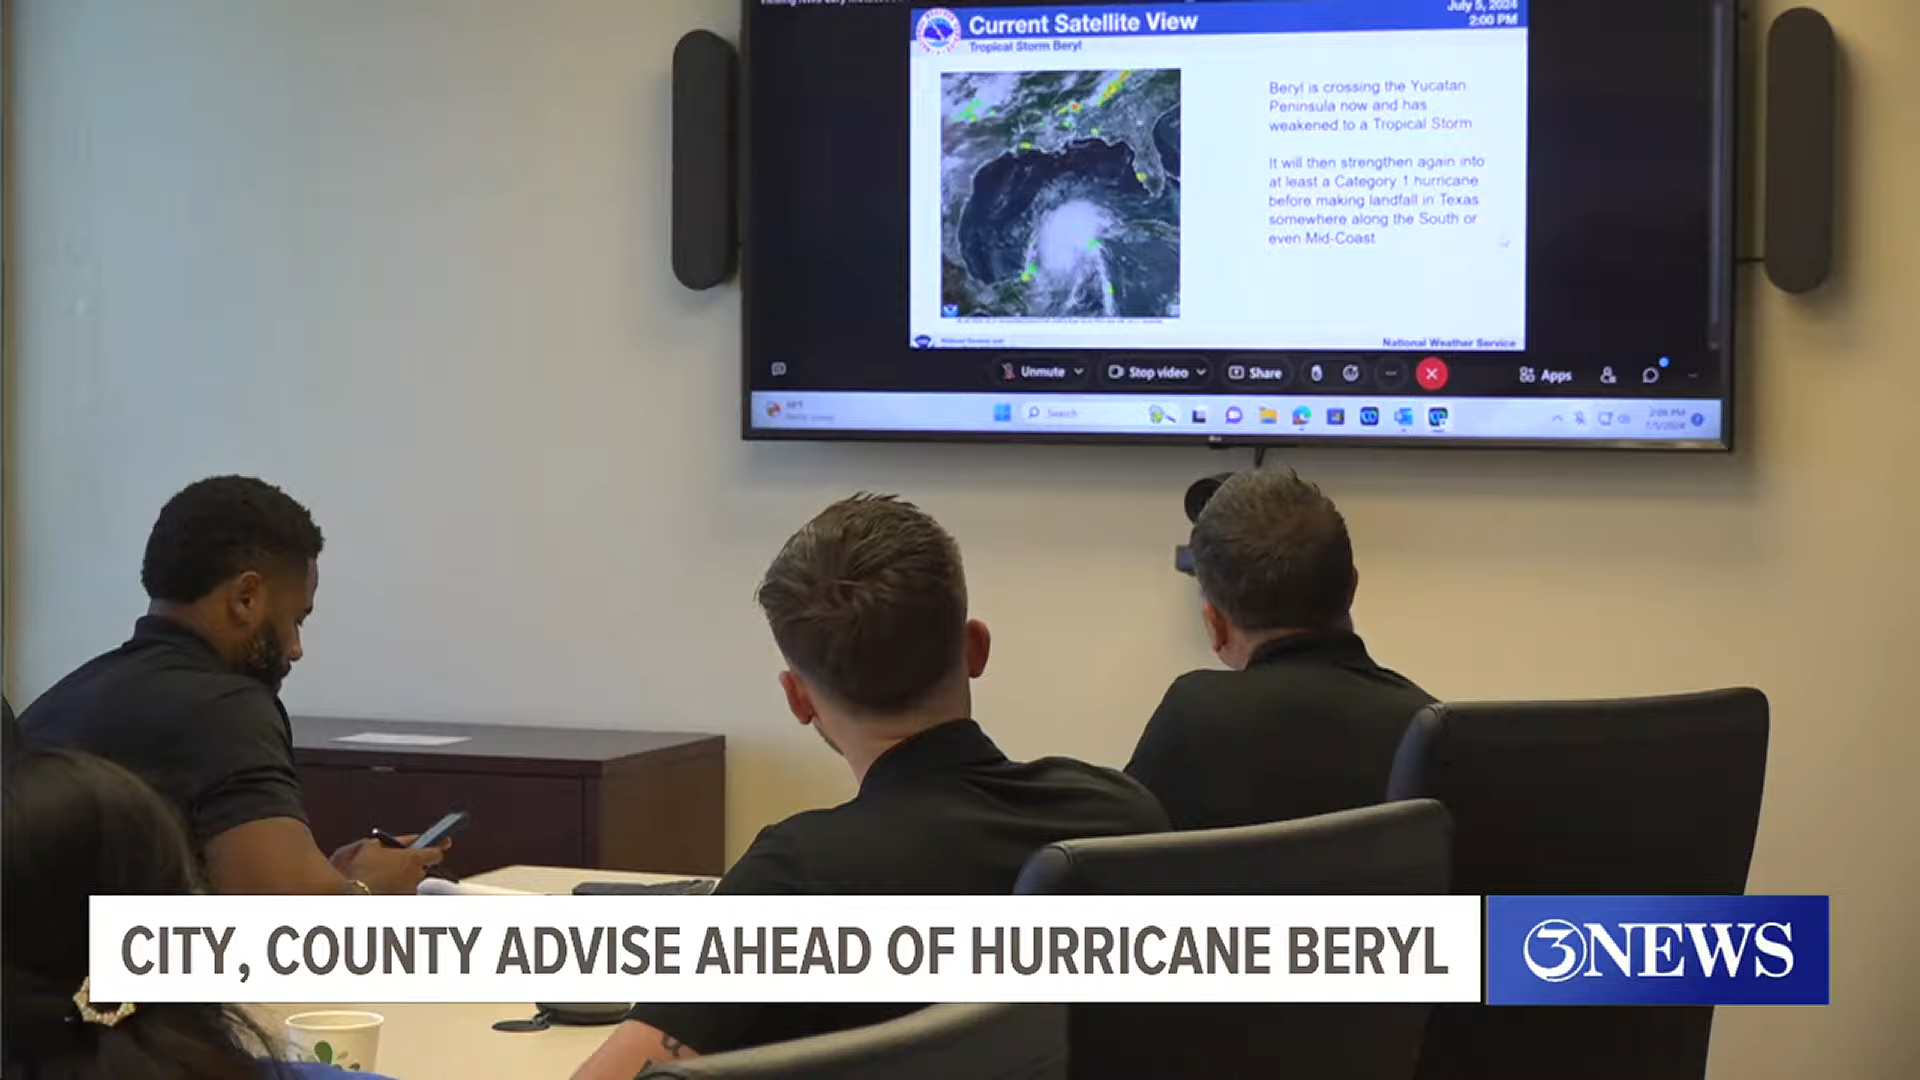 Current Satellite View
July 5, 2024
2:00 PM
Tropical Storm Beryl
Beryl is crossing the Yucatan
Peninsula now and has
weakened to a Tropical Storm
It will then strengthen again into
at least a Category 1 hurricane
before making landfall in Texas
somewhere along the South or
even Mid-Coast
National Weather Service
Unmute
Stop video
Share
Apps
Search
CITY, COUNTY ADVISE AHEAD OF HURRICANE BERYL
3NEWS